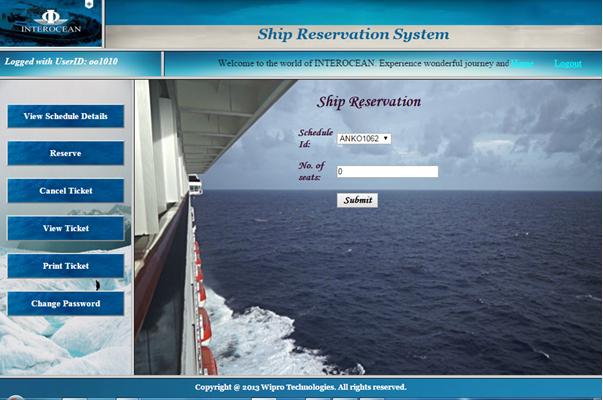 INTEROCEAN
Ship Reservation System
Logged with UserID: oo1010
Welcome to the world of INTEROCEAN. Experience wonderful journey and
Home
Logout
View Schedule Details
Reserve
Cancel Ticket
View Ticket
Print Ticket
Change Password
Ship Reservation
Schedule
Id:
ANKO1062
No. of
seats:
0
Submit
Copyright @ 2013 Wipro Technologies. All rights reserved.